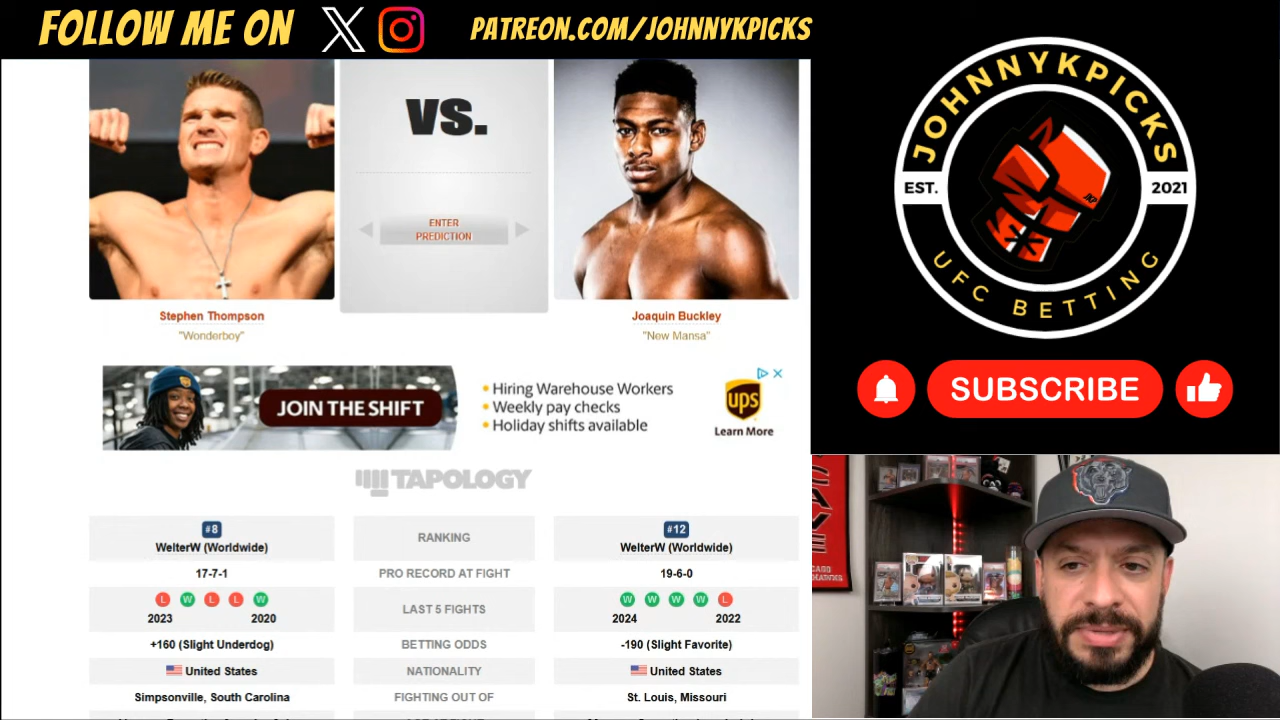 FOLLOW ME ON
PATREON.COM/JOHNNYKPICKS
VS.
ENTER
PREDICTION
Stephen Thompson
"Wonderboy"
Joaquin Buckley
"New Mansa"
JOIN THE SHIFT
• Hiring Warehouse Workers
• Weekly pay checks
• Holiday shifts available
ups
Learn More
TAPOLOGY
#8
WelterW (Worldwide)
RANKING
#12
WelterW (Worldwide)
17-7-1
PRO RECORD AT FIGHT
19-6-0
L W L L W
2023 2020
LAST 5 FIGHTS
W W W W L
2024 2022
+160 (Slight Underdog)
BETTING ODDS
-190 (Slight Favorite)
United States
NATIONALITY
United States
Simpsonville, South Carolina
FIGHTING OUT OF
St. Louis, Missouri
JOHNNYKPICKS
EST. 2021
JKP
UFC BETTING
SUBSCRIBE